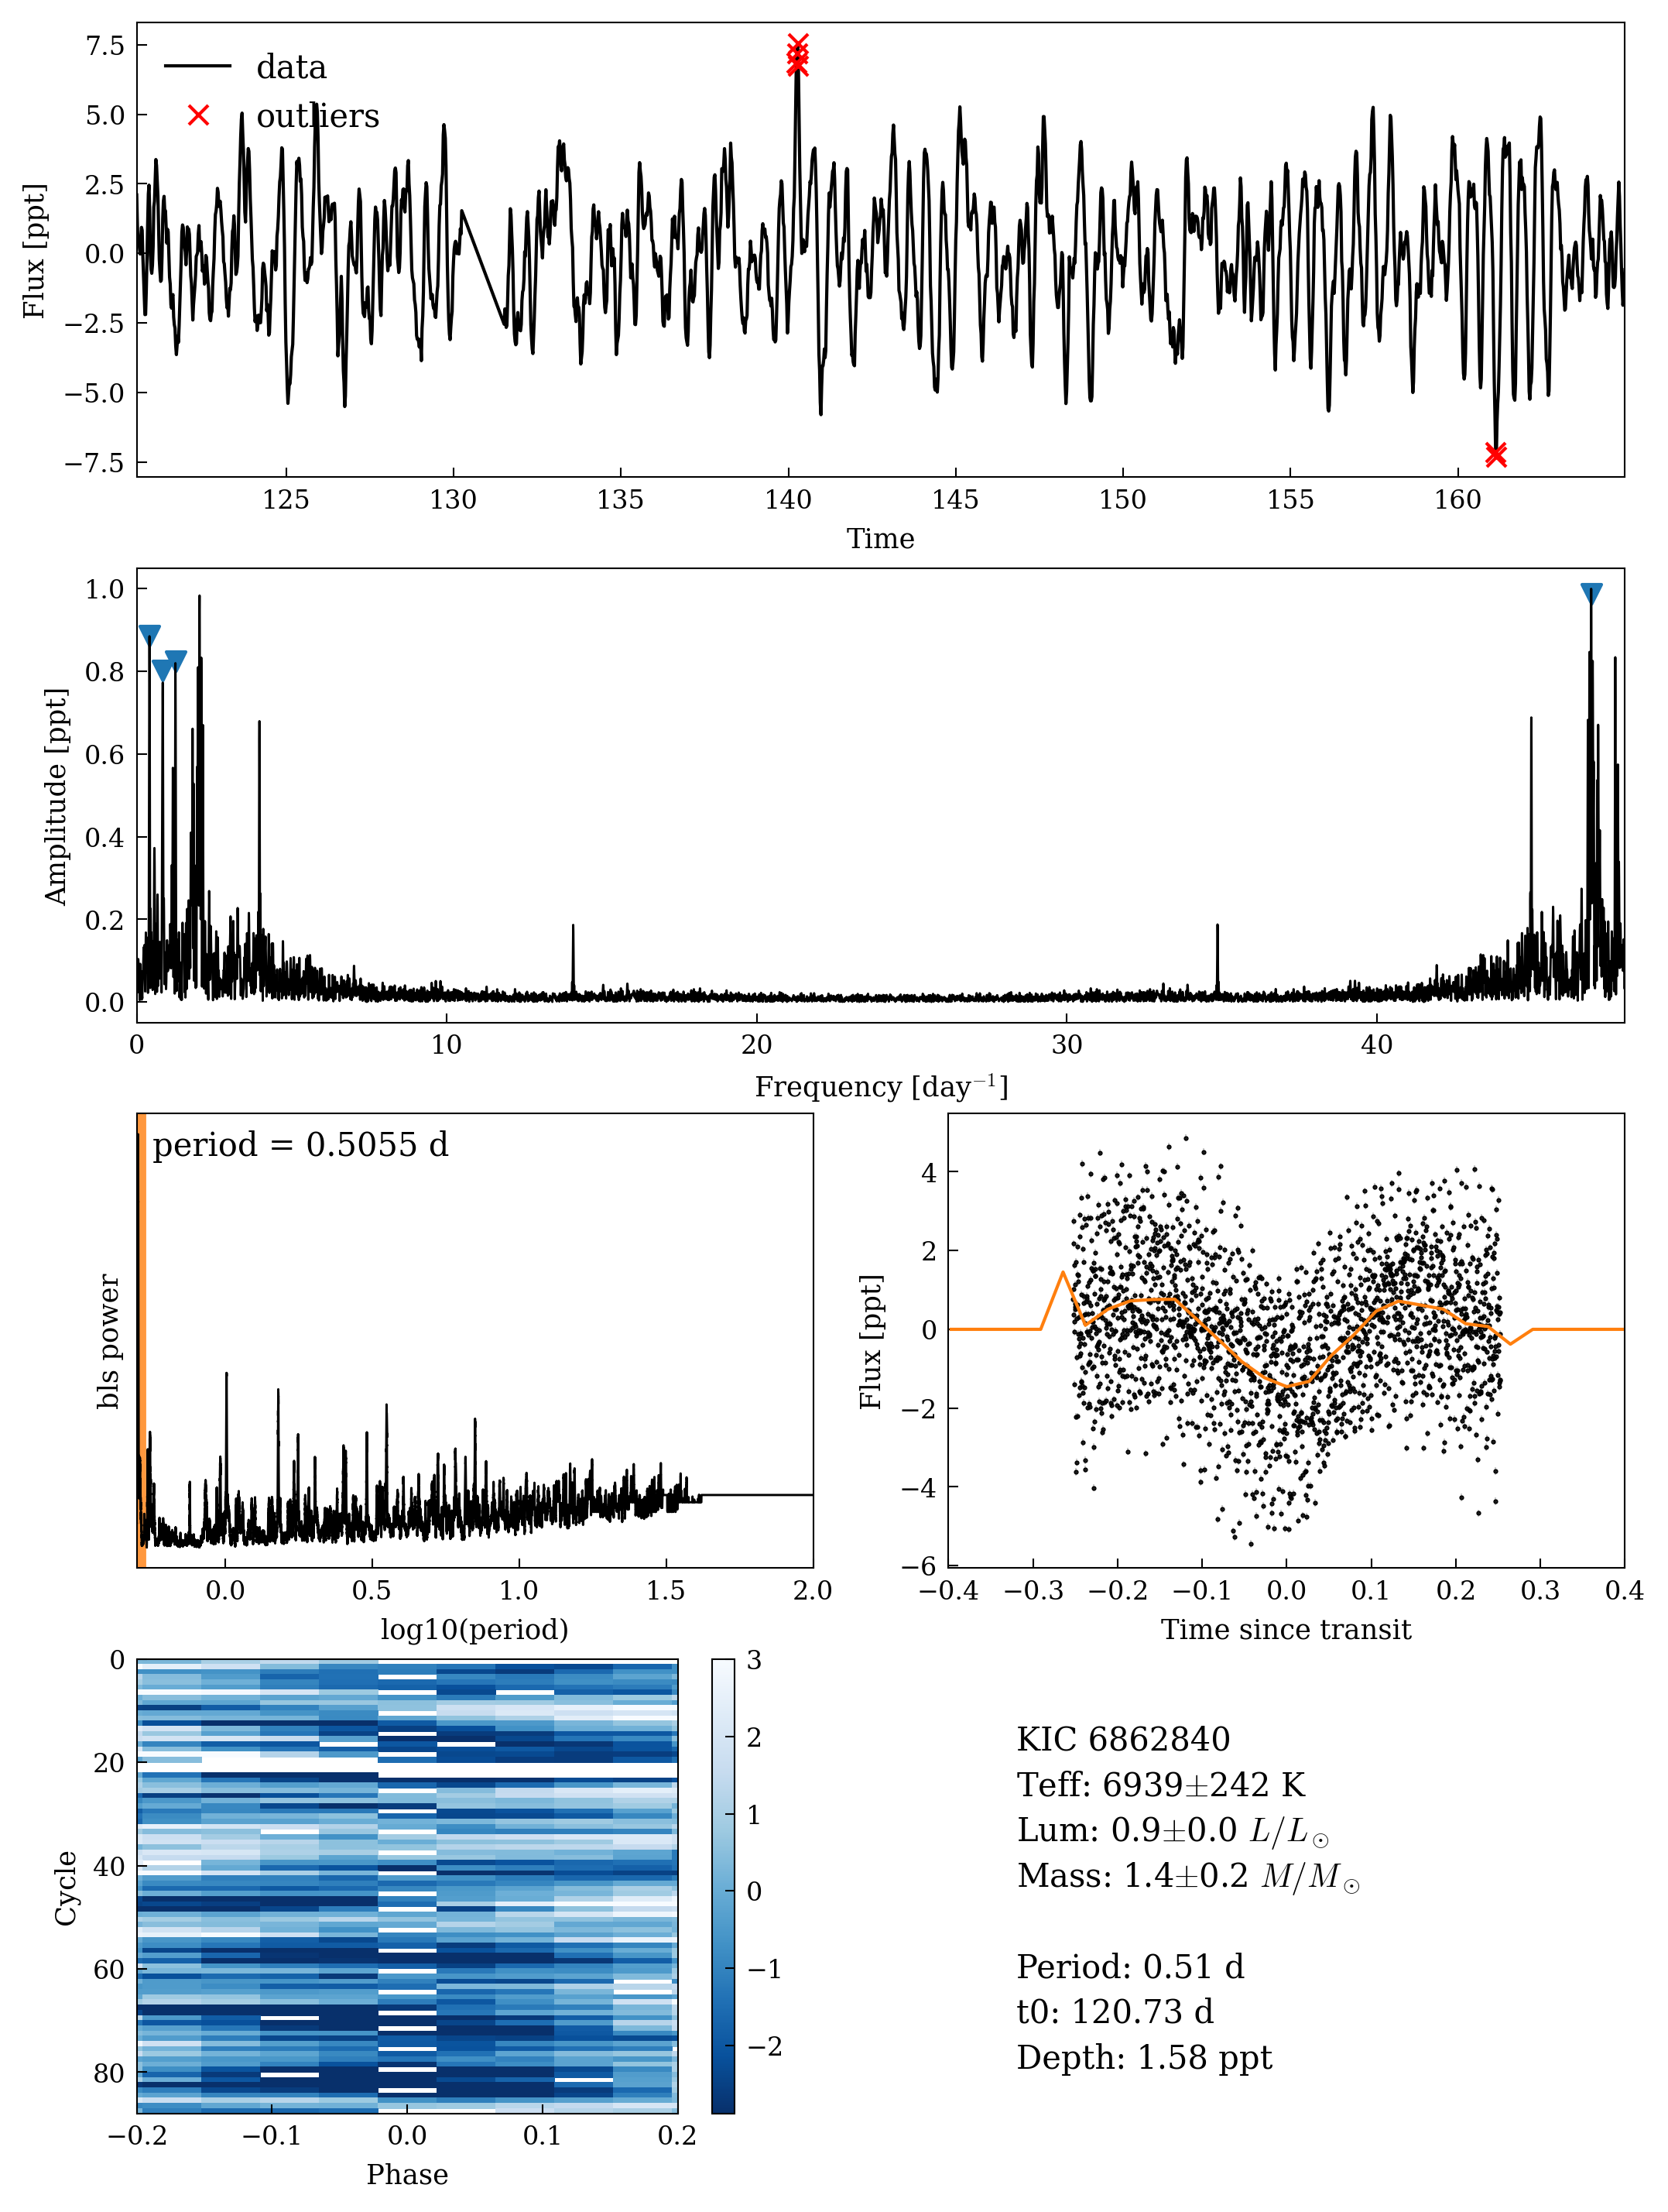 7.5
5.0
2.5
0.0
−2.5
−5.0
−7.5
Flux [ppt]
data
outliers
125 130 135 140 145 150 155 160
Time
1.0
0.8
0.6
0.4
0.2
0.0
Amplitude [ppt]
0 10 20 30 40
Frequency [day⁻¹]
period = 0.5055 d
bls power
0.0 0.5 1.0 1.5 2.0
log10(period)
4
2
0
−2
−4
−6
Flux [ppt]
−0.4 −0.3 −0.2 −0.1 0.0 0.1 0.2 0.3 0.4
Time since transit
0
20
40
60
80
Cycle
−0.2 −0.1 0.0 0.1 0.2
Phase
3
2
1
0
−1
−2
KIC 6862840
Teff: 6939±242 K
Lum: 0.9±0.0 L/L⊙
Mass: 1.4±0.2 M/M⊙
Period: 0.51 d
t0: 120.73 d
Depth: 1.58 ppt